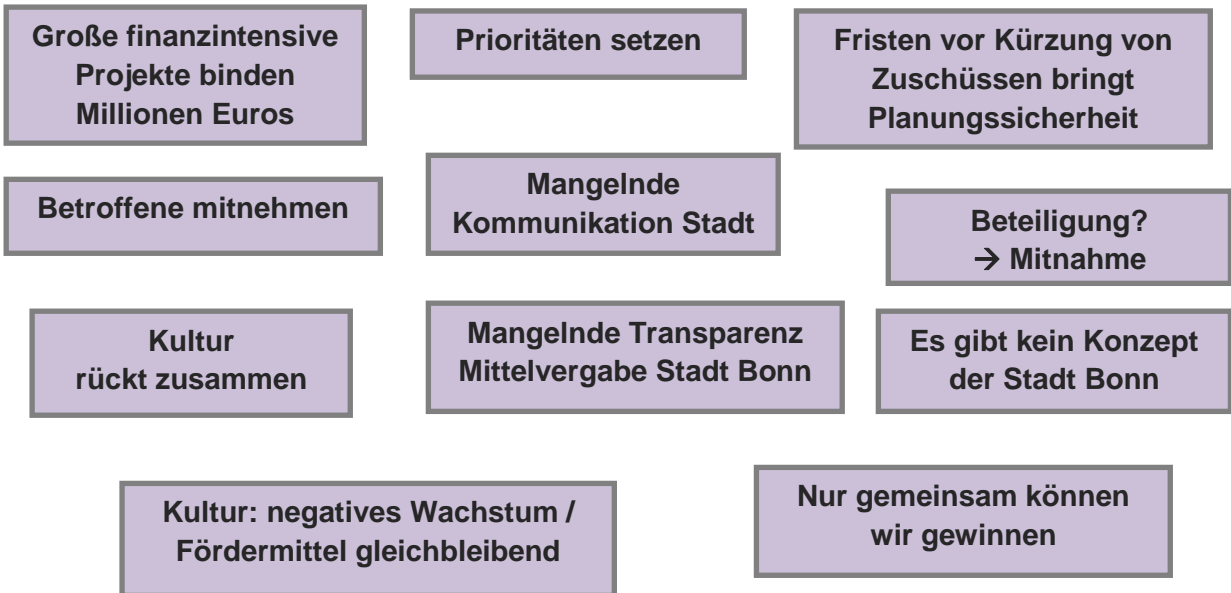 Große finanzintensive
Projekte binden
Millionen Euros
Prioritäten setzen
Fristen vor Kürzung von
Zuschüssen bringt
Planungssicherheit
Betroffene mitnehmen
Mangelnde
Kommunikation Stadt
Beteiligung?
→ Mitnahme
Kultur
rückt zusammen
Mangelnde Transparenz
Mittelvergabe Stadt Bonn
Es gibt kein Konzept
der Stadt Bonn
Kultur: negatives Wachstum /
Fördermittel gleichbleibend
Nur gemeinsam können
wir gewinnen